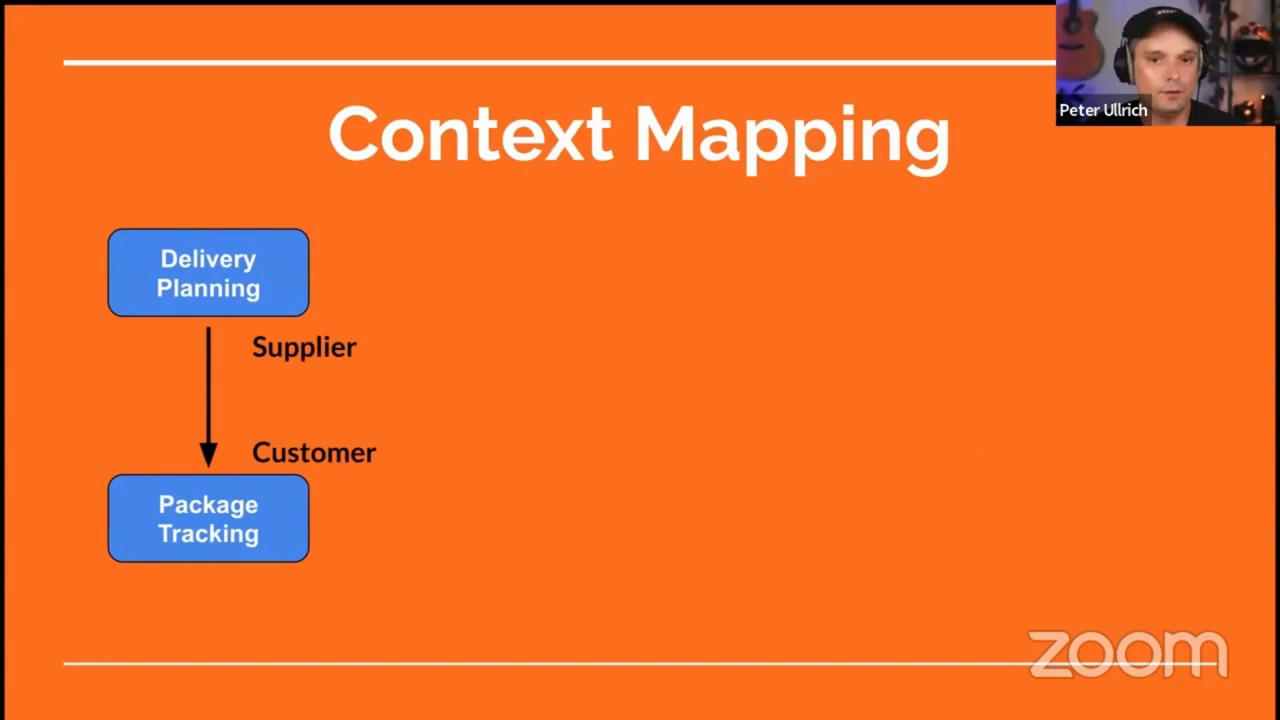 Context Mapping
Peter Ullrich
Delivery
Planning
Supplier
Customer
Package
Tracking
zoom